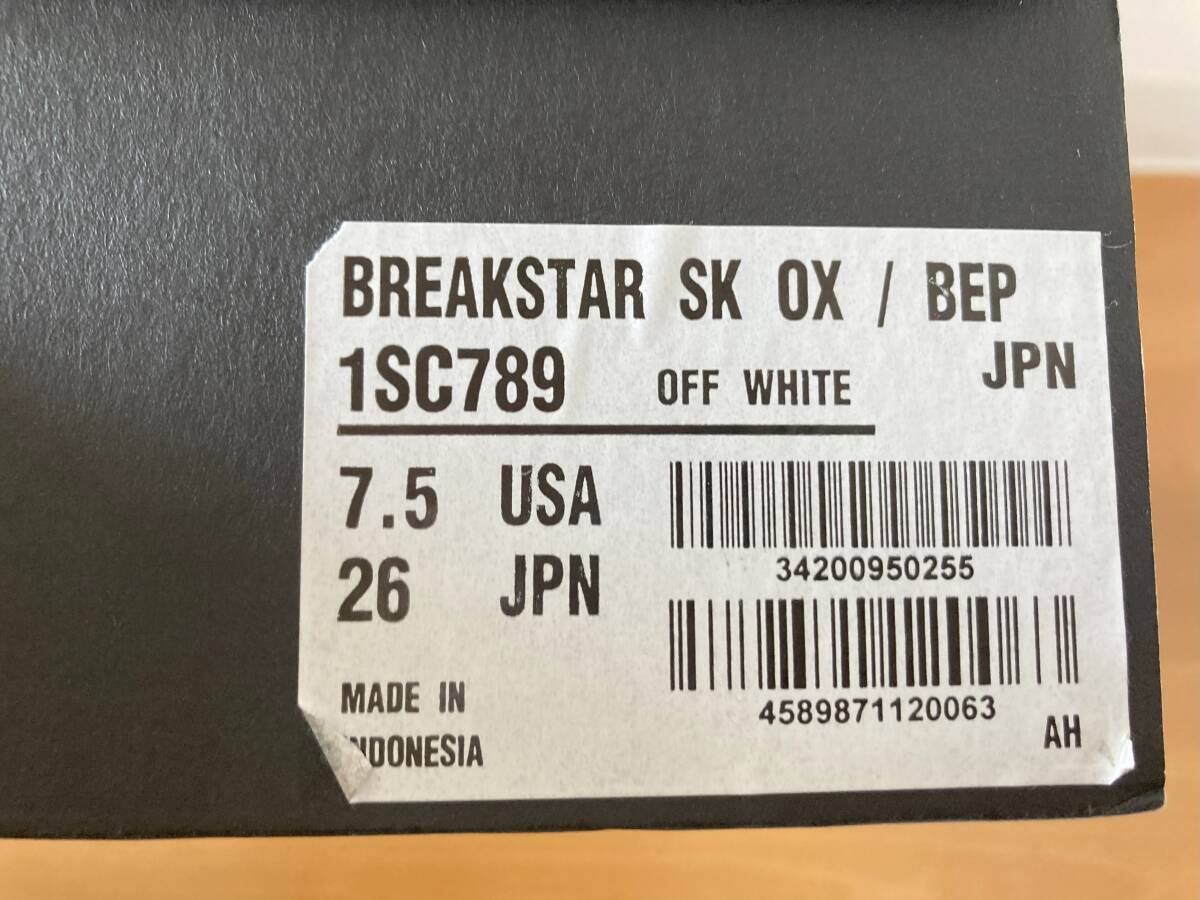 BREAKSTAR SK OX / BEP
1SC789 OFF WHITE JPN
7.5 USA
26 JPN
34200950255
4589871120063
MADE IN
INDONESIA
AH